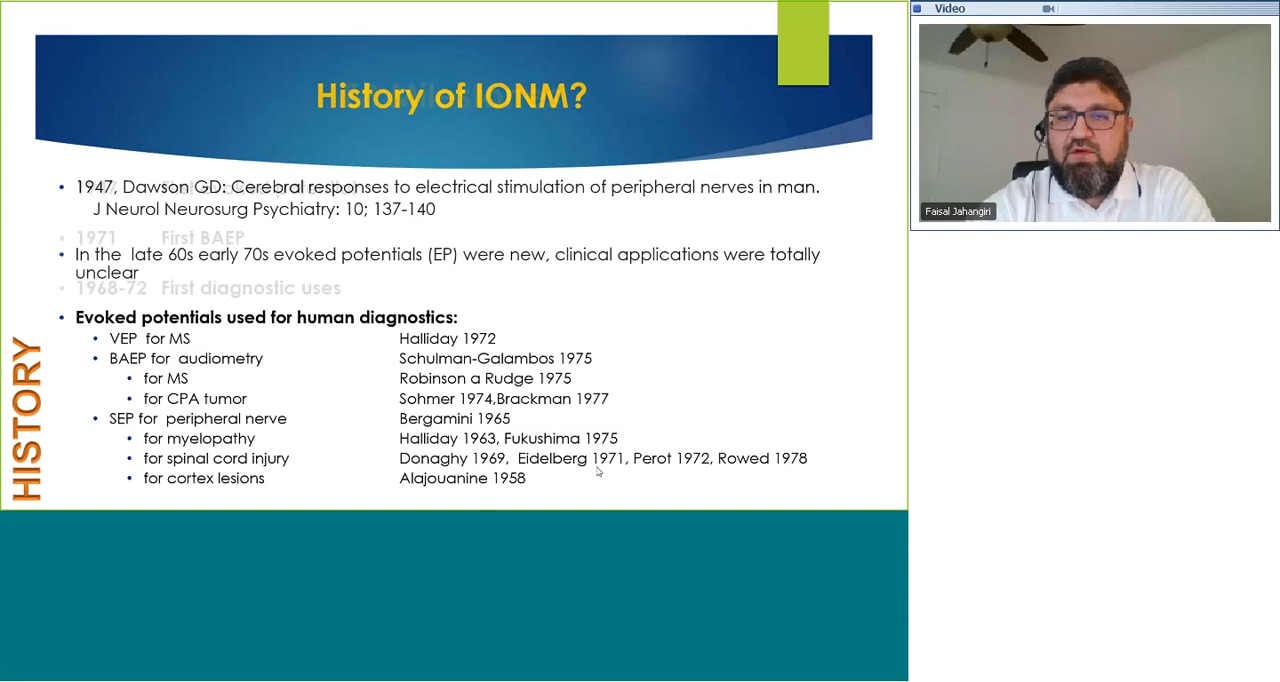 Video
History of IONM?
1947, Dawson GD: Cerebral responses to electrical stimulation of peripheral nerves in man.
J Neurol Neurosurg Psychiatry: 10; 137-140
1971 First BAEP
In the late 60s early 70s evoked potentials (EP) were new, clinical applications were totally
unclear
1968-72 First diagnostic uses
Evoked potentials used for human diagnostics:
VEP for MS Halliday 1972
BAEP for audiometry Schulman-Galambos 1975
for MS Robinson a Rudge 1975
for CPA tumor Sohmer 1974,Brackman 1977
SEP for peripheral nerve Bergamini 1965
for myelopathy Halliday 1963, Fukushima 1975
for spinal cord injury Donaghy 1969, Eidelberg 1971, Perot 1972, Rowed 1978
for cortex lesions Alajouanine 1958
HISTORY
Faisal Jahangiri